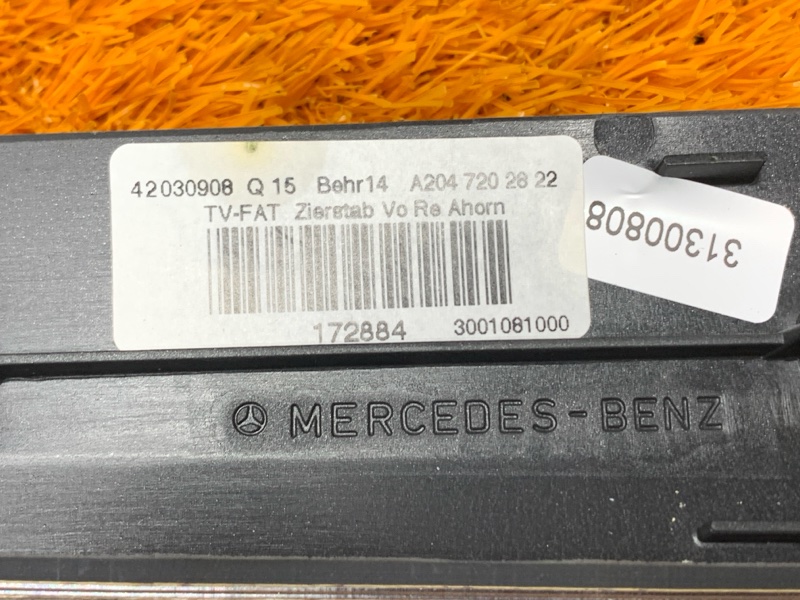 42030908 Q 15 Behr14 A204 720 28 22
TV-FAT Zierstab Vo Re Ahorn
172884 3001081000
31300808
MERCEDES-BENZ